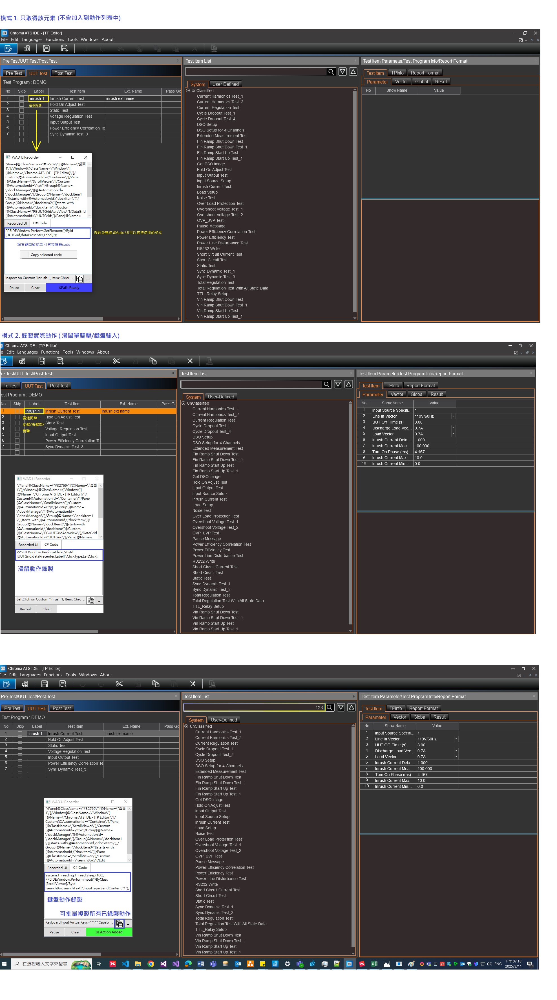 模式 1. 只取得該元素 (不會加入到動作列表中)
Chroma ATS IDE - [TP Editor]
File Edit Languages Functions Tools Windows About
Pre Test/UUT Test/Post Test
Pre Test UUT Test Post Test
Test Program : DEMO
No Skip Label Test Item Ext. Name Pass Gc
1 inrush 1 Inrush Current Test inrush ext name
2 黃框閃爍 Hold On Adjust Test
3 Static Test
4 Voltage Regulation Test
5 Input Output Test
6 Power Efficiency Correlation Te
7 Sync Dynamic Test_3
WAD UIRecorder
"/Pane[@ClassName=\"#32769\"][@Name=\"桌面
1\"]/Window[@ClassName=\"Window\"]
[@Name=\"Chroma ATS IDE - [TP Editor]\"]/
Custom[@AutomationId=\"Container\"]/Pane
[@ClassName=\"ScrollViewer\"]/Custom
[@AutomationId=\"tp\"]/Group[@Name=
\"dockManager\"][@AutomationId=
\"dockManager\"]/Group[@Name=\"dockItem1
\"][starts-with(@AutomationId,\"dockItem\")]/
Group[@Name=\"dockItem2\"][starts-with
(@AutomationId,\"dockItem\")]/Custom
[@ClassName=\"PGUUTGridAeraView\"]/DataGrid
[@AutomationId=\"UUTGrid\"]/Pane[@Name=
Recorded UI C# Code
PP5IDEWindow.PerformGetElement("/ById
[UUTGrid,dataPresenter,Label]");
擷取並轉換成Auto UI可以直接使用的格式
點右鍵開啟菜單 可直接複製code
Copy selected code
Inspect on Custom "inrush 1, Item: Chror
Pause Clear XPath Ready
Test Item List
System User-Defined
UnClassified
Current Harmonics Test_1
Current Harmonics Test_2
Current Regulation Test
Cycle Dropout Test_1
Cycle Dropout Test_4
DSO Setup
DSO Setup for 4 Channels
Extended Measurement Test
Fin Ramp Shut Down Test
Fin Ramp Shut Down Test_1
Fin Ramp Start Up Test
Fin Ramp Start Up Test_1
Get DSO Image
Hold On Adjust Test
Input Output Test
Input Source Setup
Inrush Current Test
Load Setup
Noise Test
Over Load Protection Test
Overshoot Voltage Test_1
Overshoot Voltage Test_2
OVP_UVP Test
Pause Message
Power Efficiency Correlation Test
Power Efficiency Test
Power Line Disturbance Test
RS232 Write
Short Circuit Current Test
Short Circuit Test
Static Test
Sync Dynamic Test_1
Sync Dynamic Test_3
Total Regulation Test
Total Regulation Test With All State Data
TTL_Relay Setup
Vin Ramp Shut Down Test
Vin Ramp Shut Down Test_1
Vin Ramp Start Up Test
Vin Ramp Start Up Test_1
Test Item Parameter/Test Program Info/Report Format
Test Item TPInfo Report Format
Parameter Vector Global Result
No Show Name Value
模式 2. 錄製實際動作 ( 滑鼠單雙擊/鍵盤輸入)
Chroma ATS IDE - [TP Editor]
e Edit Languages Functions Tools Windows About
re Test/UUT Test/Post Test
Pre Test UUT Test Post Test
est Program : DEMO
No Skip Label Test Item Ext. Name Pass Gc
1 inrush 1 Inrush Current Test inrush ext name
2 黃燈閃爍, Hold On Adjust Test
3 左鍵/右鍵單/ Static Test
4 雙擊 Voltage Regulation Test
5 Input Output Test
6 Power Efficiency Correlation Te
7 Sync Dynamic Test_3
WAD UIRecorder
"/Pane[@ClassName=\"#32769\"][@Name=\"桌面
1\"]/Window[@ClassName=\"Window\"]
[@Name=\"Chroma ATS IDE - [TP Editor]\"]/
Custom[@AutomationId=\"Container\"]/Pane
[@ClassName=\"ScrollViewer\"]/Custom
[@AutomationId=\"tp\"]/Group[@Name=
\"dockManager\"][@AutomationId=
\"dockManager\"]/Group[@Name=\"dockItem1
\"][starts-with(@AutomationId,\"dockItem\")]/
Group[@Name=\"dockItem2\"][starts-with
(@AutomationId,\"dockItem\")]/Custom
[@ClassName=\"PGUUTGridAeraView\"]/DataGrid
[@AutomationId=\"UUTGrid\"]/Pane[@Name=
Recorded UI C# Code
PP5IDEWindow.PerformClick("/ById
[UUTGrid,dataPresenter,Label]",ClickType.LeftClick);
滑鼠動作錄製
LeftClick on Custom "inrush 1, Item: Chrc
Record Clear
Test Item List
System User-Defined
UnClassified
Current Harmonics Test_1
Current Harmonics Test_2
Current Regulation Test
Cycle Dropout Test_1
Cycle Dropout Test_4
DSO Setup
DSO Setup for 4 Channels
Extended Measurement Test
Fin Ramp Shut Down Test
Fin Ramp Shut Down Test_1
Fin Ramp Start Up Test
Fin Ramp Start Up Test_1
Get DSO Image
Hold On Adjust Test
Input Output Test
Input Source Setup
Inrush Current Test
Load Setup
Noise Test
Over Load Protection Test
Overshoot Voltage Test_1
Overshoot Voltage Test_2
OVP_UVP Test
Pause Message
Power Efficiency Correlation Test
Power Efficiency Test
Power Line Disturbance Test
RS232 Write
Short Circuit Current Test
Short Circuit Test
Static Test
Sync Dynamic Test_1
Sync Dynamic Test_3
Total Regulation Test
Total Regulation Test With All State Data
TTL_Relay Setup
Vin Ramp Shut Down Test
Vin Ramp Shut Down Test_1
Vin Ramp Start Up Test
Vin Ramp Start Up Test_1
Test Item Parameter/Test Program Info/Report Format
Test Item TPInfo Report Format
Parameter Vector Global Result
No Show Name Value
1 Input Source Specifi... 1
2 Line In Vector 110V/60Hz
3 UUT Off Time (s) 3.00
4 Discharge Load Vec... 0.7A
5 Load Vector 0.7A
6 Inrush Current Dela... 1.000
7 Inrush Current Mea... 100.000
8 Turn On Phase (ms) 4.167
9 Inrush Current Max... 10.0
10 Inrush Current Min... 0.0
Chroma ATS IDE - [TP Editor]
File Edit Languages Functions Tools Windows About
Pre Test/UUT Test/Post Test
Pre Test UUT Test Post Test
Test Program : DEMO
No Skip Label Test Item Ext. Name Pass Gc
1 inrush 1 Inrush Current Test inrush ext name
2 Hold On Adjust Test
3 Static Test
4 Voltage Regulation Test
5 Input Output Test
6 Power Efficiency Correlation Te
7 Sync Dynamic Test_3
WAD UIRecorder
"/Pane[@ClassName=\"#32769\"][@Name=\"桌面
1\"]/Window[@ClassName=\"Window\"]
[@Name=\"Chroma ATS IDE - [TP Editor]\"]/
Custom[@AutomationId=\"Container\"]/Pane
[@ClassName=\"ScrollViewer\"]/Custom
[@AutomationId=\"tp\"]/Group[@Name=
\"dockManager\"][@AutomationId=
\"dockManager\"]/Group[@Name=\"dockItem1
\"][starts-with(@AutomationId,\"dockItem\")]/
Group[@Name=\"dockItem3\"][starts-with
(@AutomationId,\"dockItem\")]/Pane
[@ClassName=\"ScrollViewer\"]/Custom
[@AutomationId=\"searchBox\"]/Edit
Recorded UI C# Code
System.Threading.Thread.Sleep(100);
PP5IDEWindow.PerformInput("/ByClass
[ScrollViewer]/ById
[searchBox,searchText]",InputType.SendContent,"1");
鍵盤動作錄製
可批量複製所有已錄製動作
KeyboardInput VirtualKeys=""1"" CapsLc
Pause Clear UI Action Added
Test Item List
123
System User-Defined
UnClassified
Current Harmonics Test_1
Current Harmonics Test_2
Current Regulation Test
Cycle Dropout Test_1
Cycle Dropout Test_4
DSO Setup
DSO Setup for 4 Channels
Extended Measurement Test
Fin Ramp Shut Down Test
Fin Ramp Shut Down Test_1
Fin Ramp Start Up Test
Fin Ramp Start Up Test_1
Get DSO Image
Hold On Adjust Test
Input Output Test
Input Source Setup
Inrush Current Test
Load Setup
Noise Test
Over Load Protection Test
Overshoot Voltage Test_1
Overshoot Voltage Test_2
OVP_UVP Test
Pause Message
Power Efficiency Correlation Test
Power Efficiency Test
Power Line Disturbance Test
RS232 Write
Short Circuit Current Test
Short Circuit Test
Static Test
Sync Dynamic Test_1
Sync Dynamic Test_3
Total Regulation Test
Total Regulation Test With All State Data
TTL_Relay Setup
Vin Ramp Shut Down Test
Vin Ramp Shut Down Test_1
Vin Ramp Start Up Test
Vin Ramp Start Up Test_1
Test Item Parameter/Test Program Info/Report Format
Test Item TPInfo Report Format
Parameter Vector Global Result
No Show Name Value
1 Input Source Specifi... 1
2 Line In Vector 110V/60Hz
3 UUT Off Time (s) 3.00
4 Discharge Load Vec... 0.7A
5 Load Vector 0.7A
6 Inrush Current Dela... 1.000
7 Inrush Current Mea... 100.000
8 Turn On Phase (ms) 4.167
9 Inrush Current Max... 10.0
10 Inrush Current Min... 0.0
在這裡輸入文字來搜尋
ENG
下午 07:18
2025/3/11
9